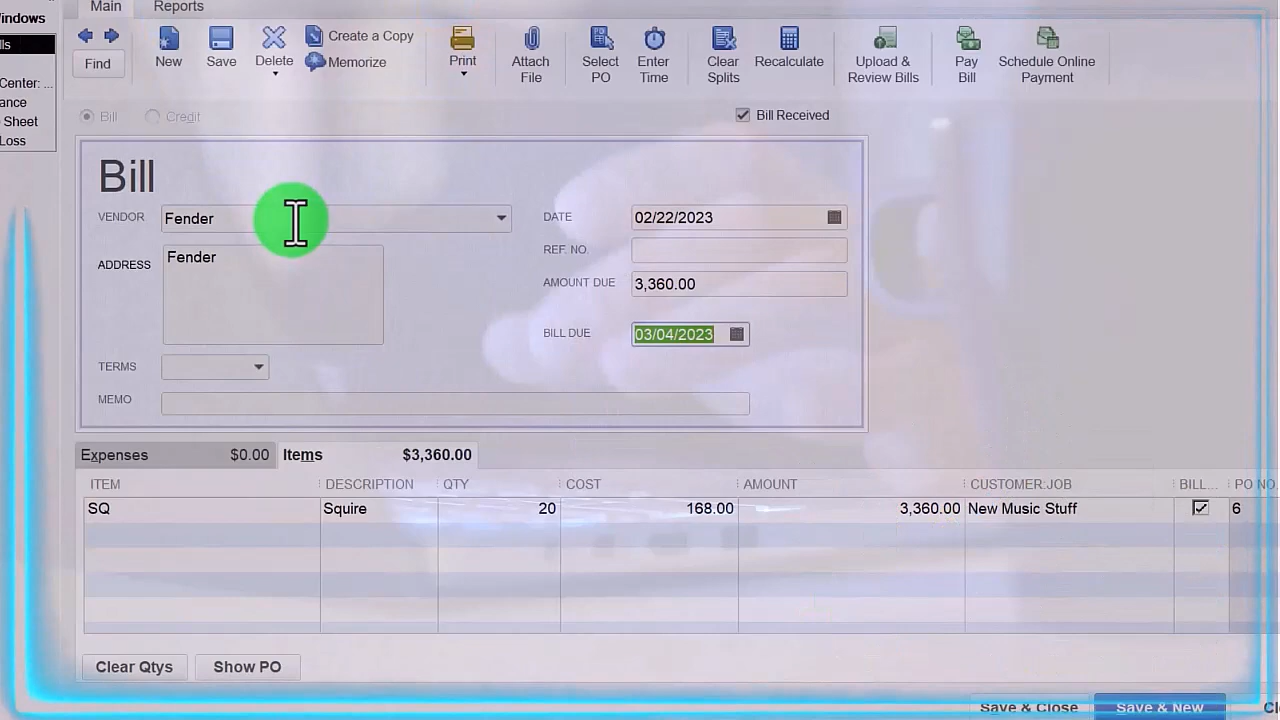 Main Reports
indows
lls
Center: ...
ance
Sheet
Loss
Find
New
Save
Delete
Create a Copy
Memorize
Print
Attach File
Select PO
Enter Time
Clear Splits
Recalculate
Upload & Review Bills
Pay Bill
Schedule Online Payment
Bill Credit
Bill Received
Bill
VENDOR Fender
DATE 02/22/2023
ADDRESS Fender
REF. NO.
AMOUNT DUE 3,360.00
BILL DUE 03/04/2023
TERMS
MEMO
Expenses $0.00 Items $3,360.00
ITEM DESCRIPTION QTY COST AMOUNT CUSTOMER:JOB BILL... PO NO.
SQ Squire 20 168.00 3,360.00 New Music Stuff 6
Clear Qtys Show PO
Save & Close Save & New Cl